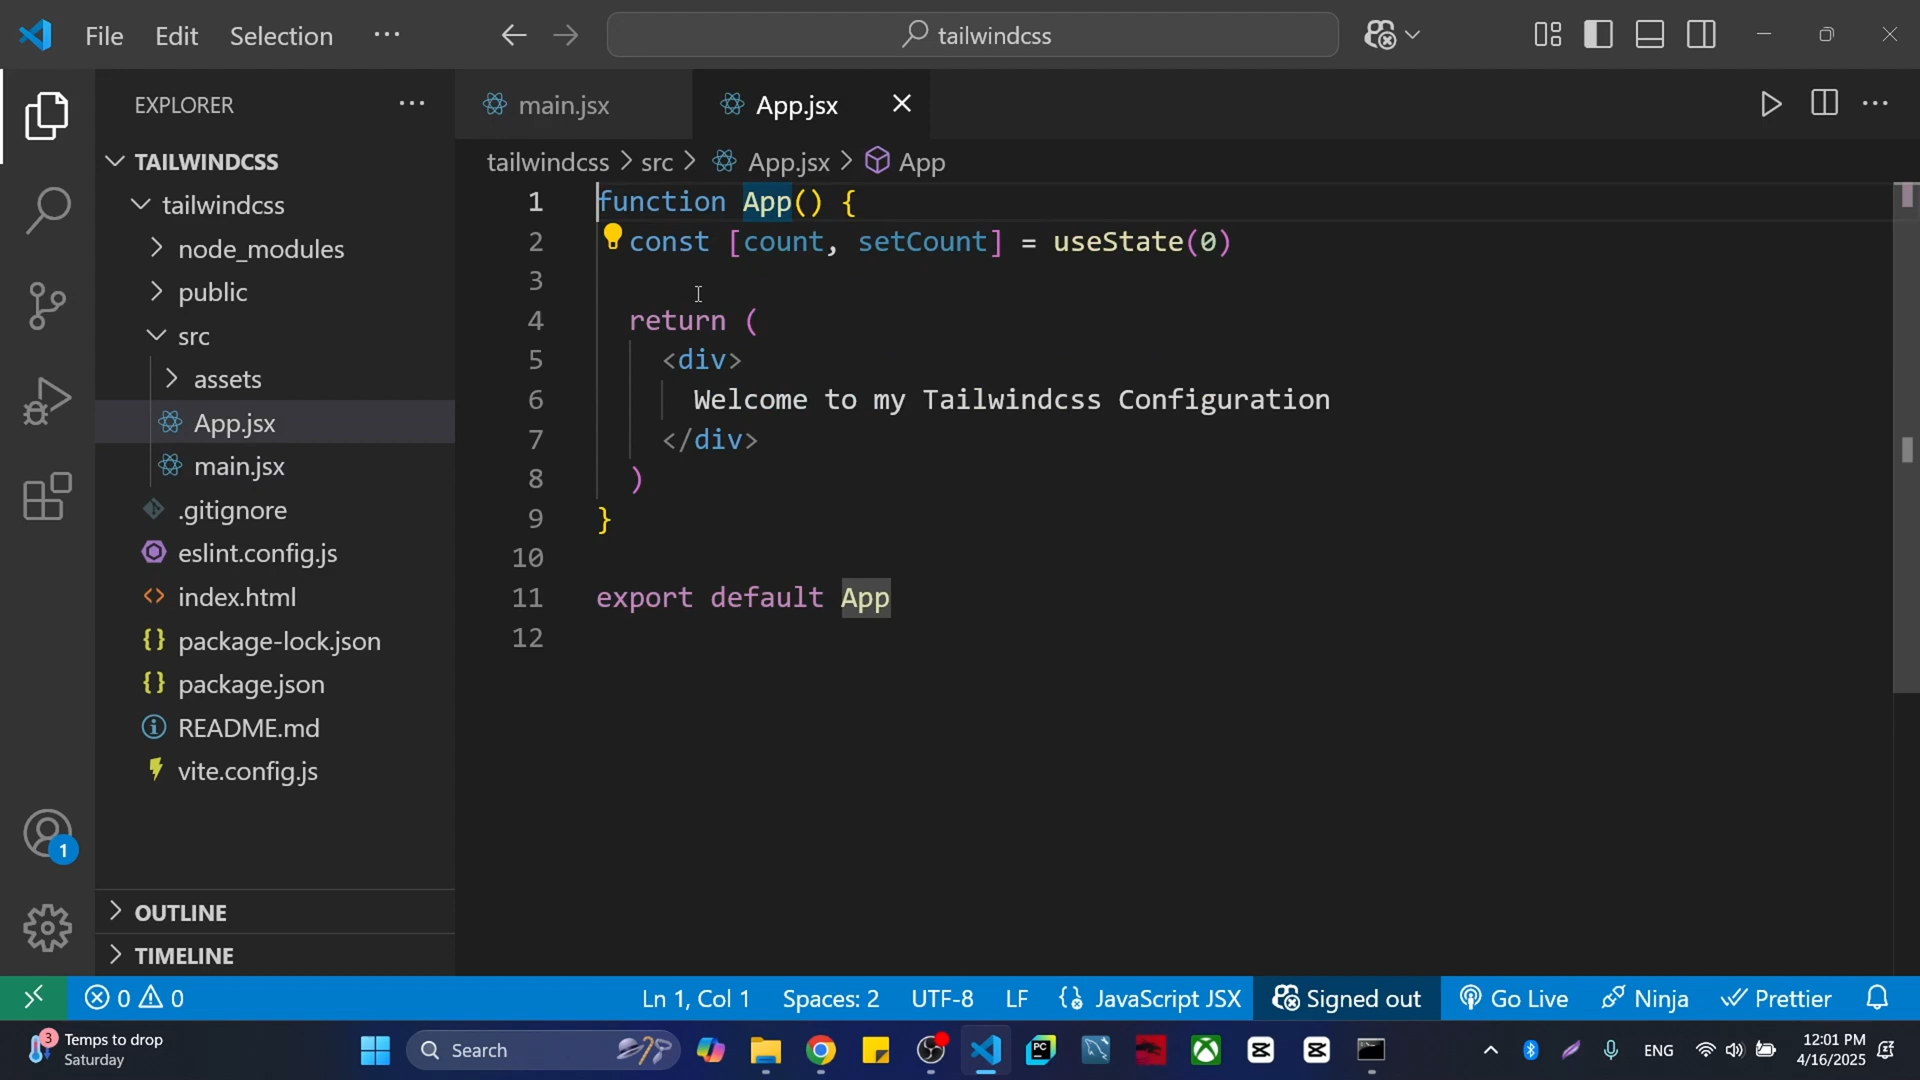 File Edit Selection ···
tailwindcss
EXPLORER ···
main.jsx
App.jsx
TAILWINDCSS
tailwindcss
node_modules
public
src
assets
App.jsx
main.jsx
.gitignore
eslint.config.js
index.html
package-lock.json
package.json
README.md
vite.config.js
OUTLINE
TIMELINE
1
tailwindcss > src > App.jsx > App
1 function App() {
2 const [count, setCount] = useState(0)
3
4 return (
5 <div>
6 Welcome to my Tailwindcss Configuration
7 </div>
8 )
9 }
10
11 export default App
12
0 0
Ln 1, Col 1 Spaces: 2 UTF-8 LF JavaScript JSX Signed out Go Live Ninja Prettier
3
Temps to drop
Saturday
Search
PC
ENG
12:01 PM
4/16/2025